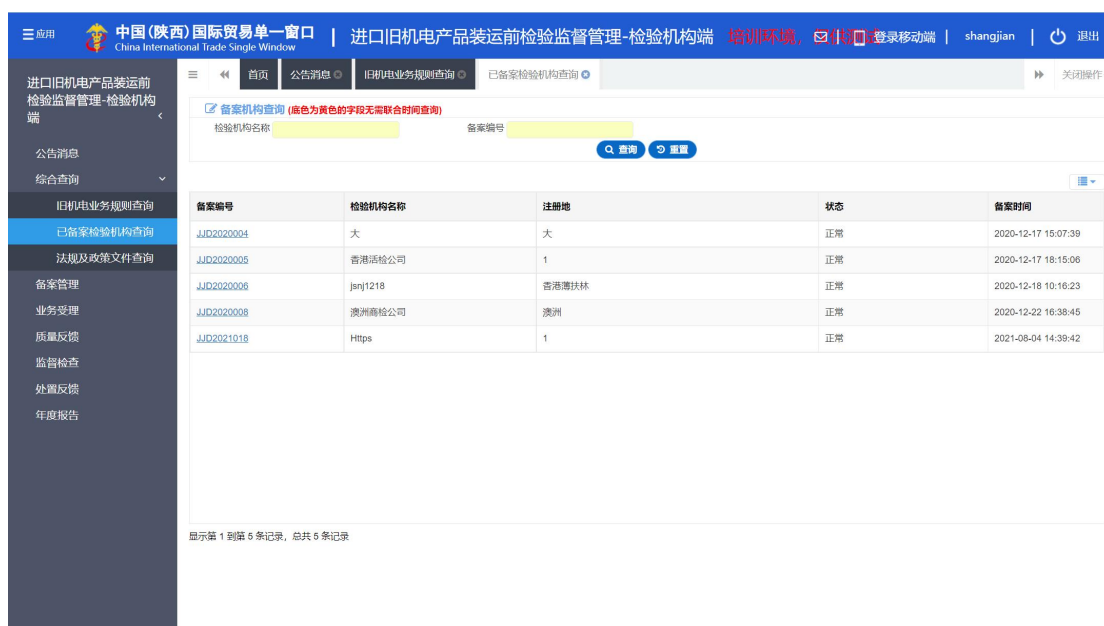 应用
中国(陕西)国际贸易单一窗口
China International Trade Single Window
|
进口旧机电产品装运前检验监督管理-检验机构端
培训环境,
登录移动端
|
shangjian
|
退出
进口旧机电产品装运前检验监督管理-检验机构端
公告消息
综合查询
旧机电业务规则查询
已备案检验机构查询
法规及政策文件查询
备案管理
业务受理
质量反馈
监督检查
处置反馈
年度报告
首页
公告消息
旧机电业务规则查询
已备案检验机构查询
关闭操作
备案机构查询 (底色为黄色的字段无需联合时间查询)
检验机构名称
备案编号
查询
重置
备案编号 检验机构名称 注册地 状态 备案时间
JJD2020004 大 大 正常 2020-12-17 15:07:39
JJD2020005 香港活检公司 1 正常 2020-12-17 18:15:06
JJD2020006 jsnj1218 香港薄扶林 正常 2020-12-18 10:16:23
JJD2020008 澳洲商检公司 澳洲 正常 2020-12-22 16:38:45
JJD2021018 Https 1 正常 2021-08-04 14:39:42
显示第 1 到第 5 条记录，总共 5 条记录